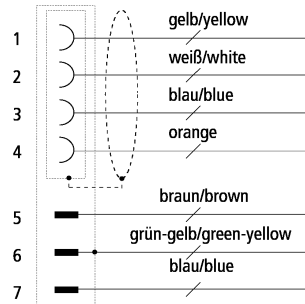 1 gelb/yellow
2 weiß/white
3 blau/blue
4 orange
5 braun/brown
6 grün-gelb/green-yellow
7 blau/blue